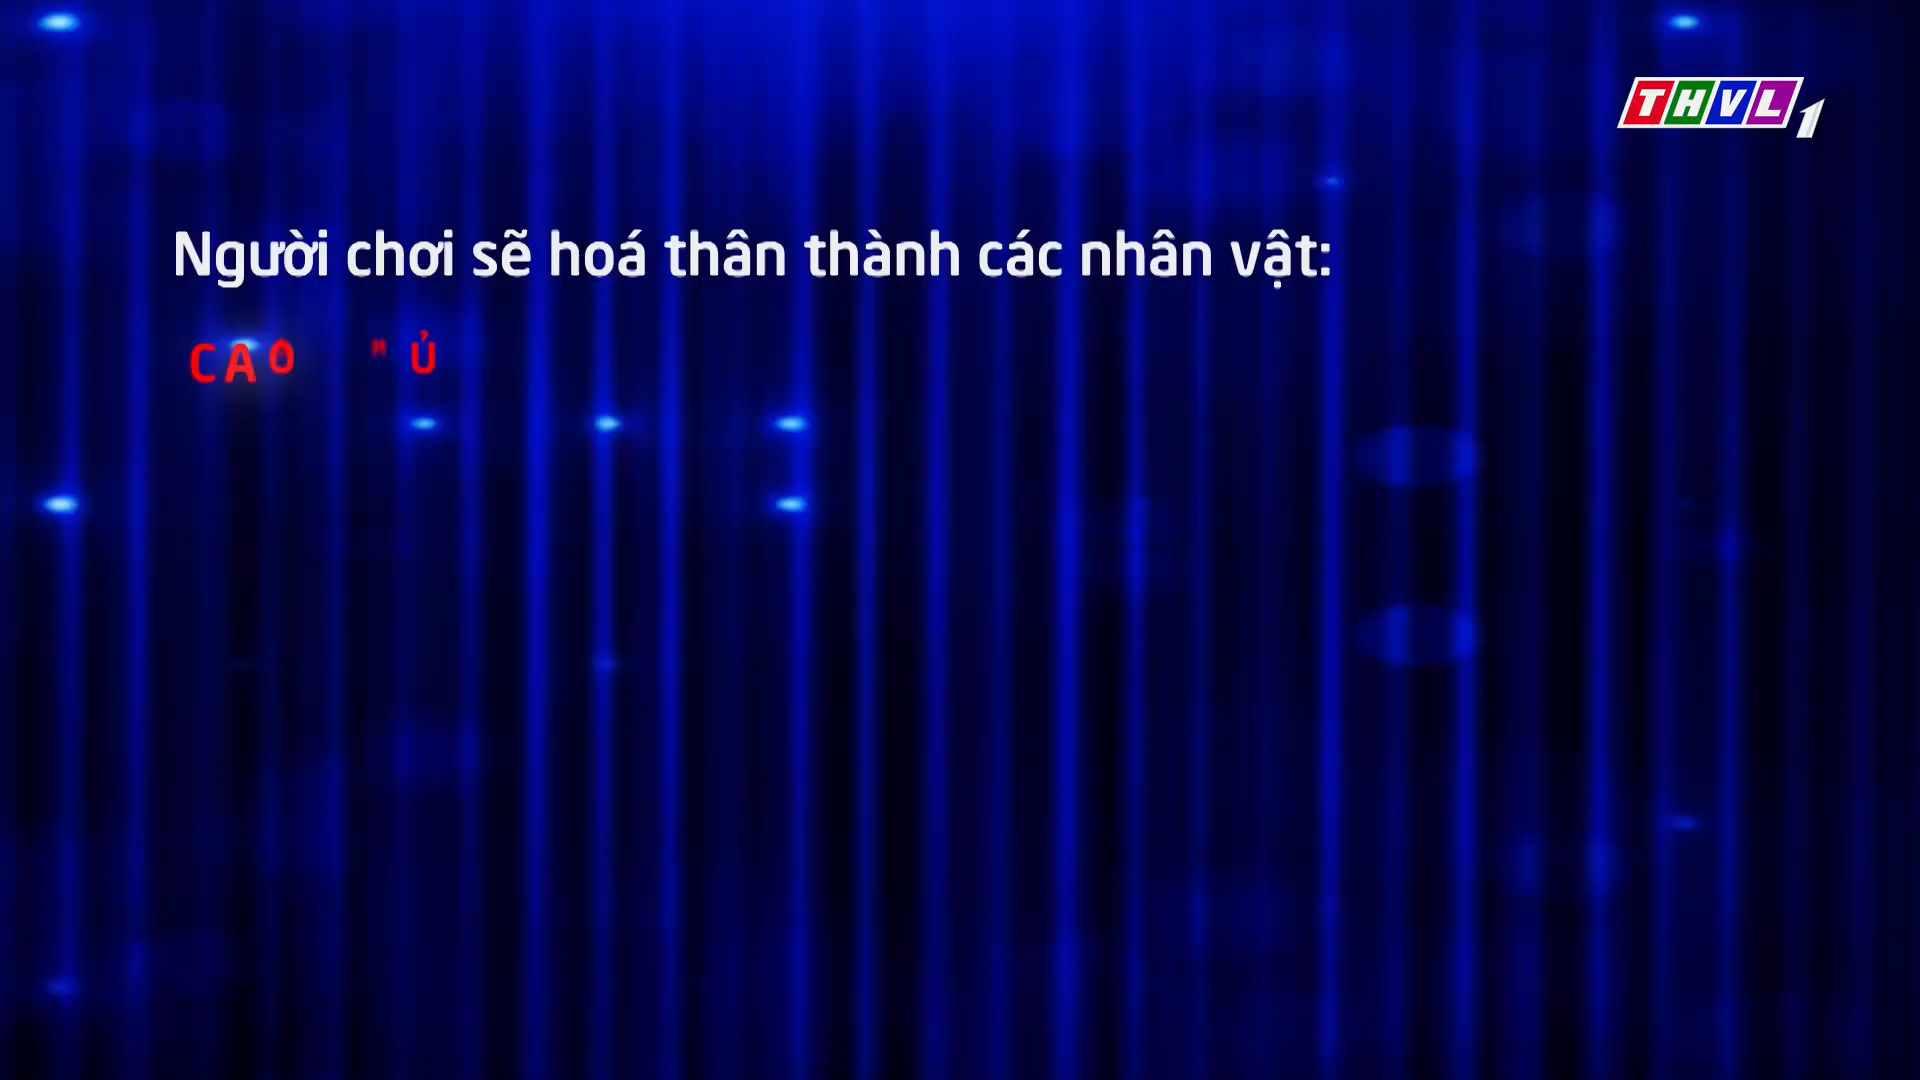 THVL1
Người chơi sẽ hoá thân thành các nhân vật:
CAO